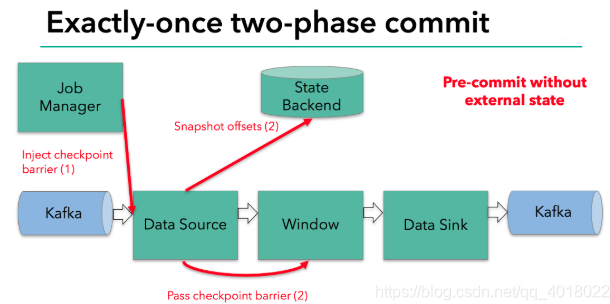 Exactly-once two-phase commit
Job
Manager
State
Backend
Pre-commit without
external state
Snapshot offsets (2)
Inject checkpoint
barrier (1)
Kafka
Data Source
Window
Data Sink
Kafka
Pass checkpoint barrier (2)
https://blog.csdn.net/qq_4018022